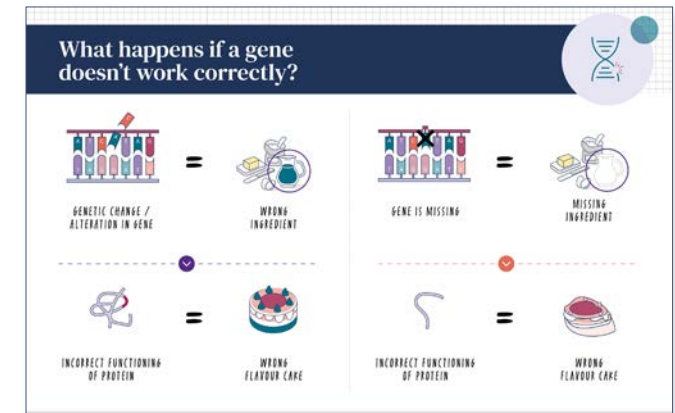 What happens if a gene
doesn't work correctly?
GENETIC CHANGE /
ALTERATION IN GENE
=
WRONG
INGREDIENT
GENE IS MISSING
=
MISSING
INGREDIENT
INCORRECT FUNCTIONING
OF PROTEIN
=
WRONG
FLAVOUR CAKE
INCORRECT FUNCTIONING
OF PROTEIN
=
WRONG
FLAVOUR CAKE